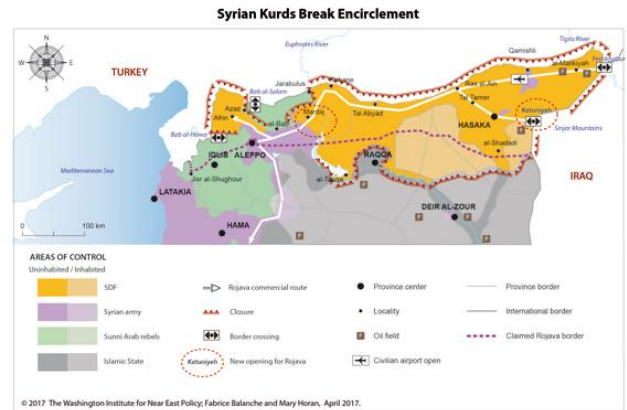 Syrian Kurds Break Encirclement
N
W
E
S
TURKEY
Euphrates River
Tigris River
Qamishli
al-Malikiyah
Jarabulus
Kobane
Ras al-Ain
Bab al-Salam
Azaz
Manbij
Tal Abyad
Tal Tamer
Katuniyeh
Afrin
al-Bab
HASAKA
Sinjar Mountains
Bab al-Hawa
IDLIB
ALEPPO
al-Shadadi
Mediterranean Sea
RAQQA
Jisr al-Shughour
al-Tabqa
IRAQ
LATAKIA
DEIR AL-ZOUR
0
100 km
HAMA
AREAS OF CONTROL
Uninhabited / Inhabited
SDF
Rojava commercial route
Province center
Province border
Syrian army
Closure
Locality
International border
Sunni Arab rebels
Border crossing
Oil field
Claimed Rojava border
Islamic State
Katuniyeh
New opening for Rojava
Civilian airport open
© 2017 The Washington Institute for Near East Policy; Fabrice Balanche and Mary Horan, April 2017.